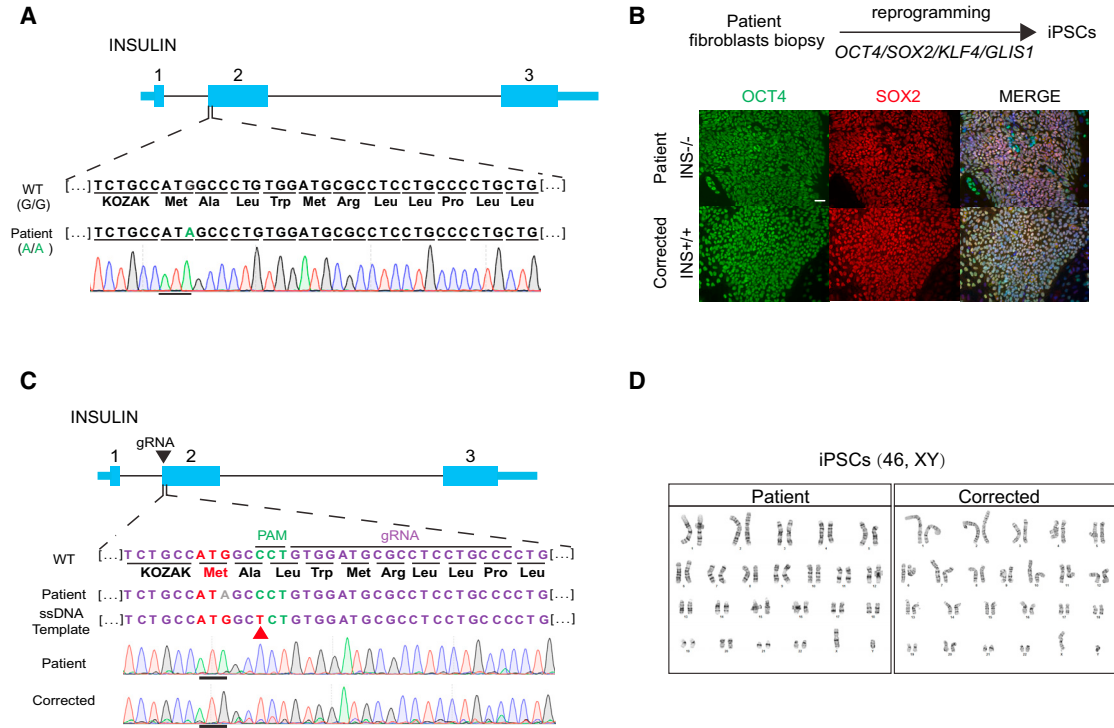 A
INSULIN
1 2 3
WT (G/G) [...] TCTGCCATGGCCCTGTGGATGCGCCTCCTGCCCCTGCTG [...]
KOZAK Met Ala Leu Trp Met Arg Leu Leu Pro Leu Leu
Patient (A/A) [...] TCTGCCATAGCCCTGTGGATGCGCCTCCTGCCCCTGCTG [...]
B
Patient fibroblasts biopsy
reprogramming
OCT4/SOX2/KLF4/GLIS1
iPSCs
OCT4 SOX2 MERGE
Patient INS-/-
Corrected INS+/+
C
INSULIN
gRNA
1 2 3
PAM gRNA
WT [...]TCTGCCATGGCCCTGTGGATGCGCCTCCTGCCCCTG[...]
KOZAK Met Ala Leu Trp Met Arg Leu Leu Pro Leu
Patient [...]TCTGCCATAGCCCTGTGGATGCGCCTCCTGCCCCTG[...]
ssDNA Template [...]TCTGCCATGGCTCTGTGGATGCGCCTCCTGCCCCTG[...]
Patient
Corrected
D
iPSCs (46, XY)
Patient Corrected